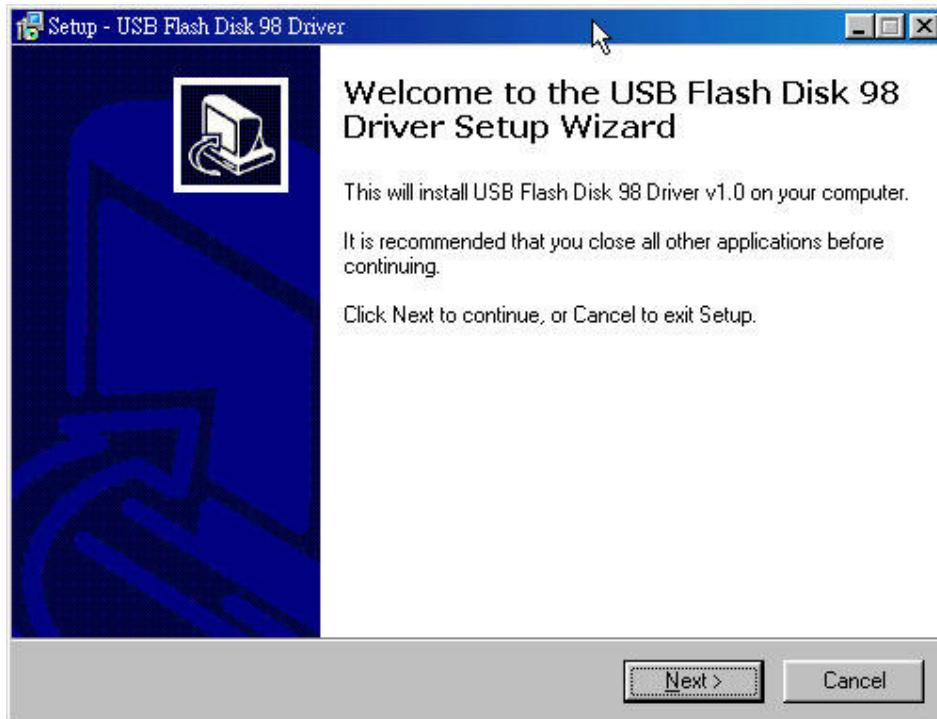 Setup - USB Flash Disk 98 Driver
Welcome to the USB Flash Disk 98
Driver Setup Wizard
This will install USB Flash Disk 98 Driver v1.0 on your computer.
It is recommended that you close all other applications before
continuing.
Click Next to continue, or Cancel to exit Setup.
Next >
Cancel